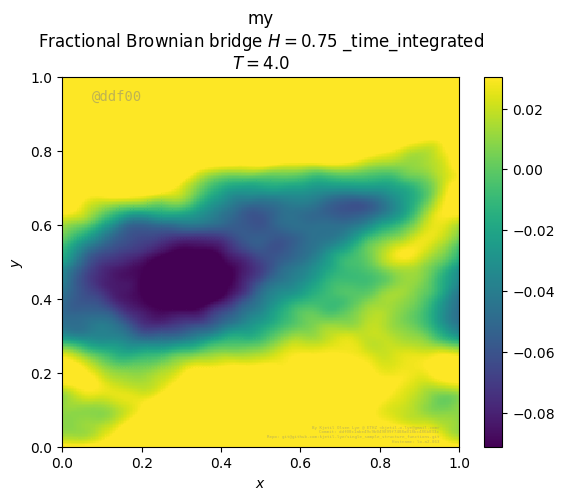 my
Fractional Brownian bridge H = 0.75 _time_integrated
T = 4.0
@ddf00
1.0
0.8
0.6
0.4
0.2
0.0
y
0.0 0.2 0.4 0.6 0.8 1.0
x
0.02
0.00
−0.02
−0.04
−0.06
−0.08